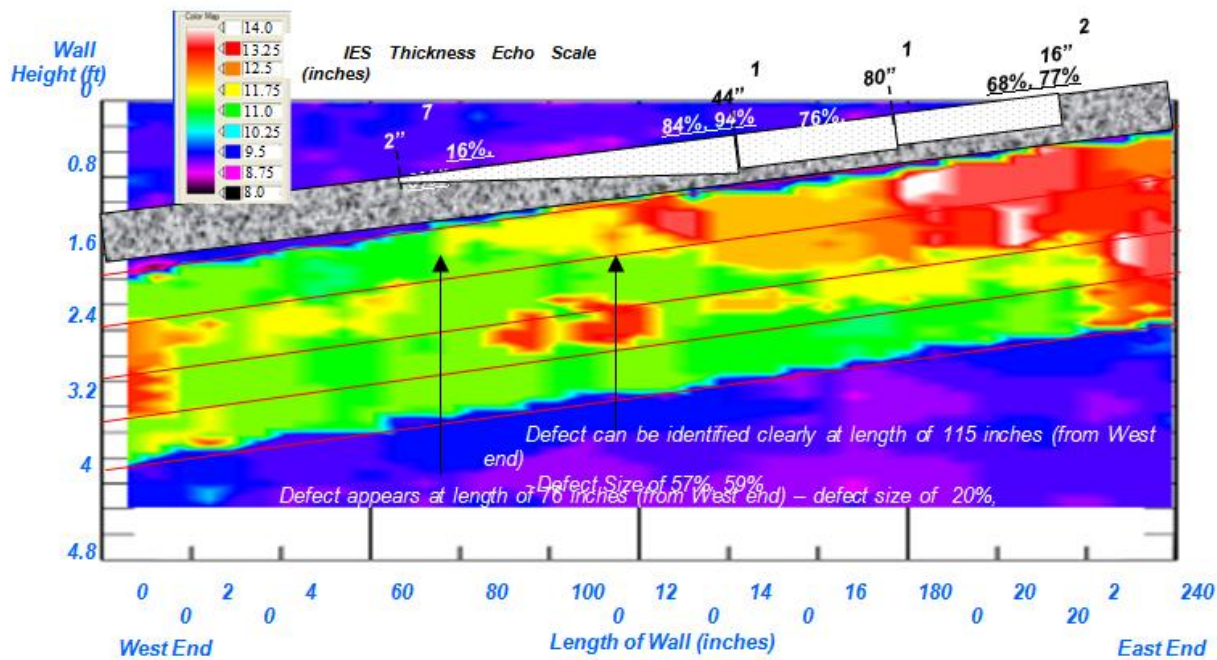 Color Map
14.0
13.25
12.5
11.75
11.0
10.25
9.5
8.75
8.0
IES Thickness Echo Scale
(inches)
Wall
Height (ft)
0
0.8
1.6
2.4
3.2
4
4.8
7
2"
16%,
1
44"
84%, 94%
1
80"
76%,
2
16"
68%, 77%
Defect can be identified clearly at length of 115 inches (from West
end)
- Defect Size of 57%, 59%
Defect appears at length of 76 inches (from West end) – defect size of 20%,
0 2 4 60 80 100 12 14 16 180 20 2 240
0 0 0 0 0 0 20
West End
Length of Wall (inches)
East End